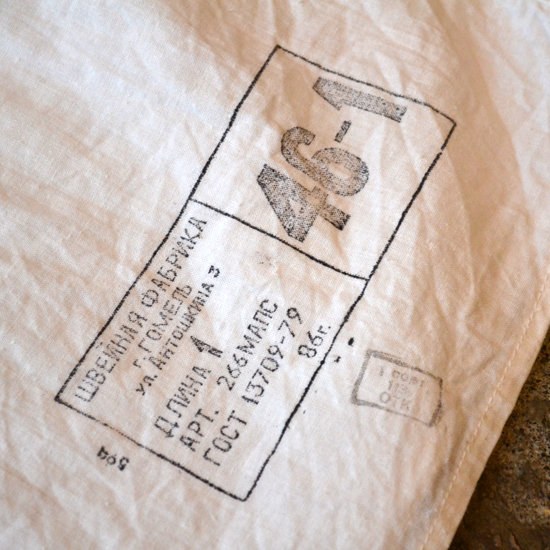 46-1
ШВЕЙНАЯ ФАБРИКА
Г. ГОМЕЛЬ
ул. Антошкина 3
ДЛИНА 1
АРТ. 266МАПС
ГОСТ 13709-79
86г.
594
1 СОРТ
ОТК